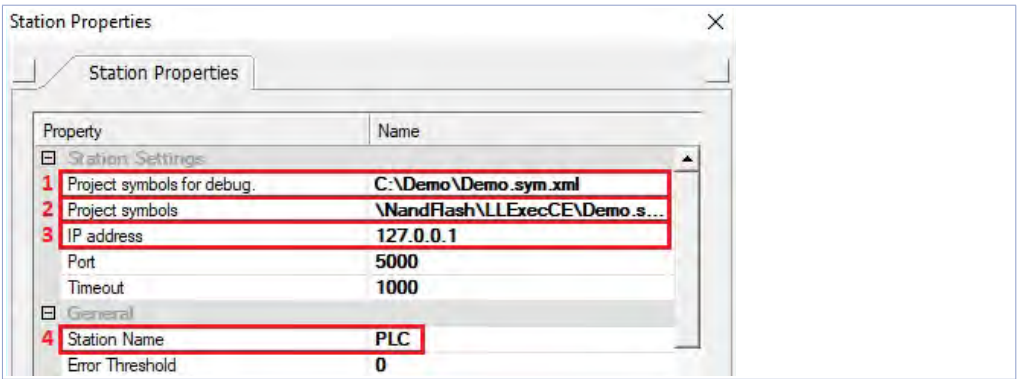 Station Properties
Station Properties
Property Name
Station Settings
1 Project symbols for debug. C:\Demo\Demo.sym.xml
2 Project symbols \NandFlash\LLExecCE\Demo.s...
3 IP address 127.0.0.1
Port 5000
Timeout 1000
General
4 Station Name PLC
Error Threshold 0